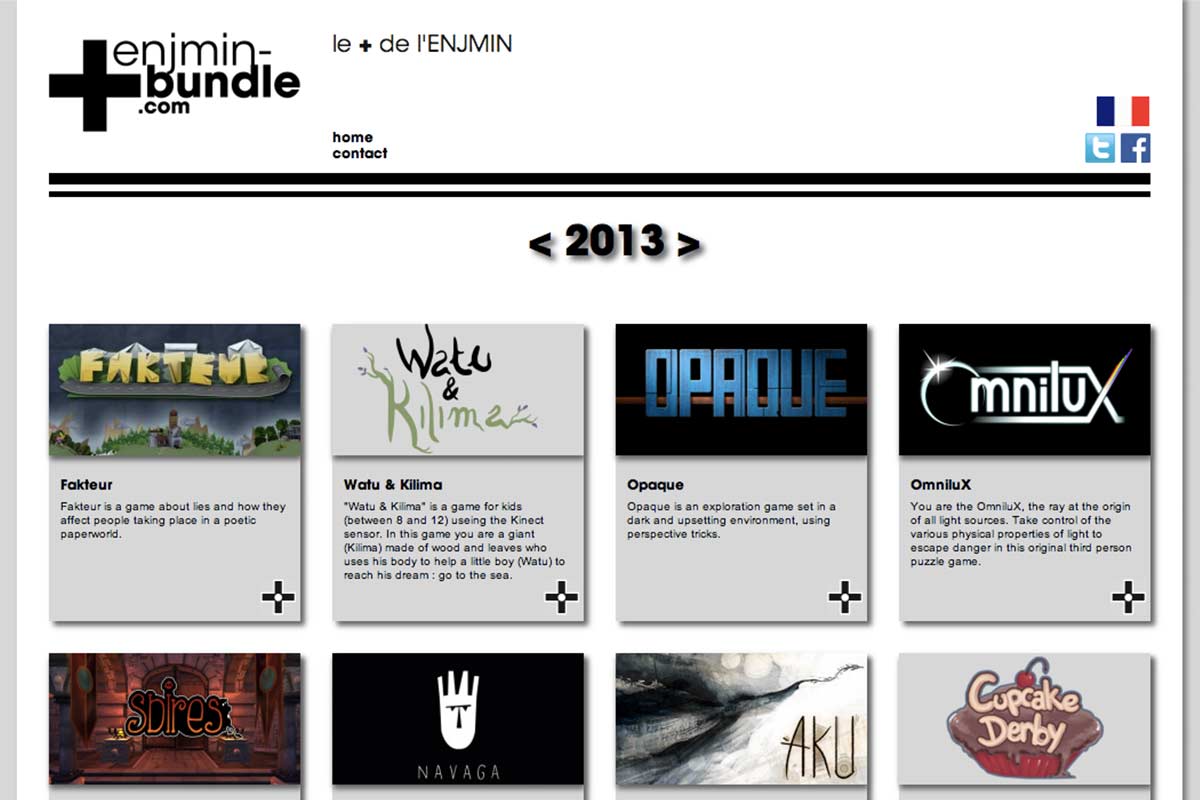 enjmin-
bundle
.com
le + de l'ENJMIN
home
contact
< 2013 >
FAKTEUR
Watu
&
Kilima
OPAQUE
OmniluX
Fakteur
Fakteur is a game about lies and how they
affect people taking place in a poetic
paperworld.
Watu & Kilima
"Watu & Kilima" is a game for kids
(between 8 and 12) useing the Kinect
sensor. In this game you are a giant
(Kilima) made of wood and leaves who
uses his body to help a little boy (Watu) to
reach his dream : go to the sea.
Opaque
Opaque is an exploration game set in a
dark and upsetting environment, using
perspective tricks.
OmniluX
You are the OmniluX, the ray at the origin
of all light sources. Take control of the
various physical properties of light to
escape danger in this original third person
puzzle game.
Sbires
NAVAGA
AKU
Cupcake
Derby